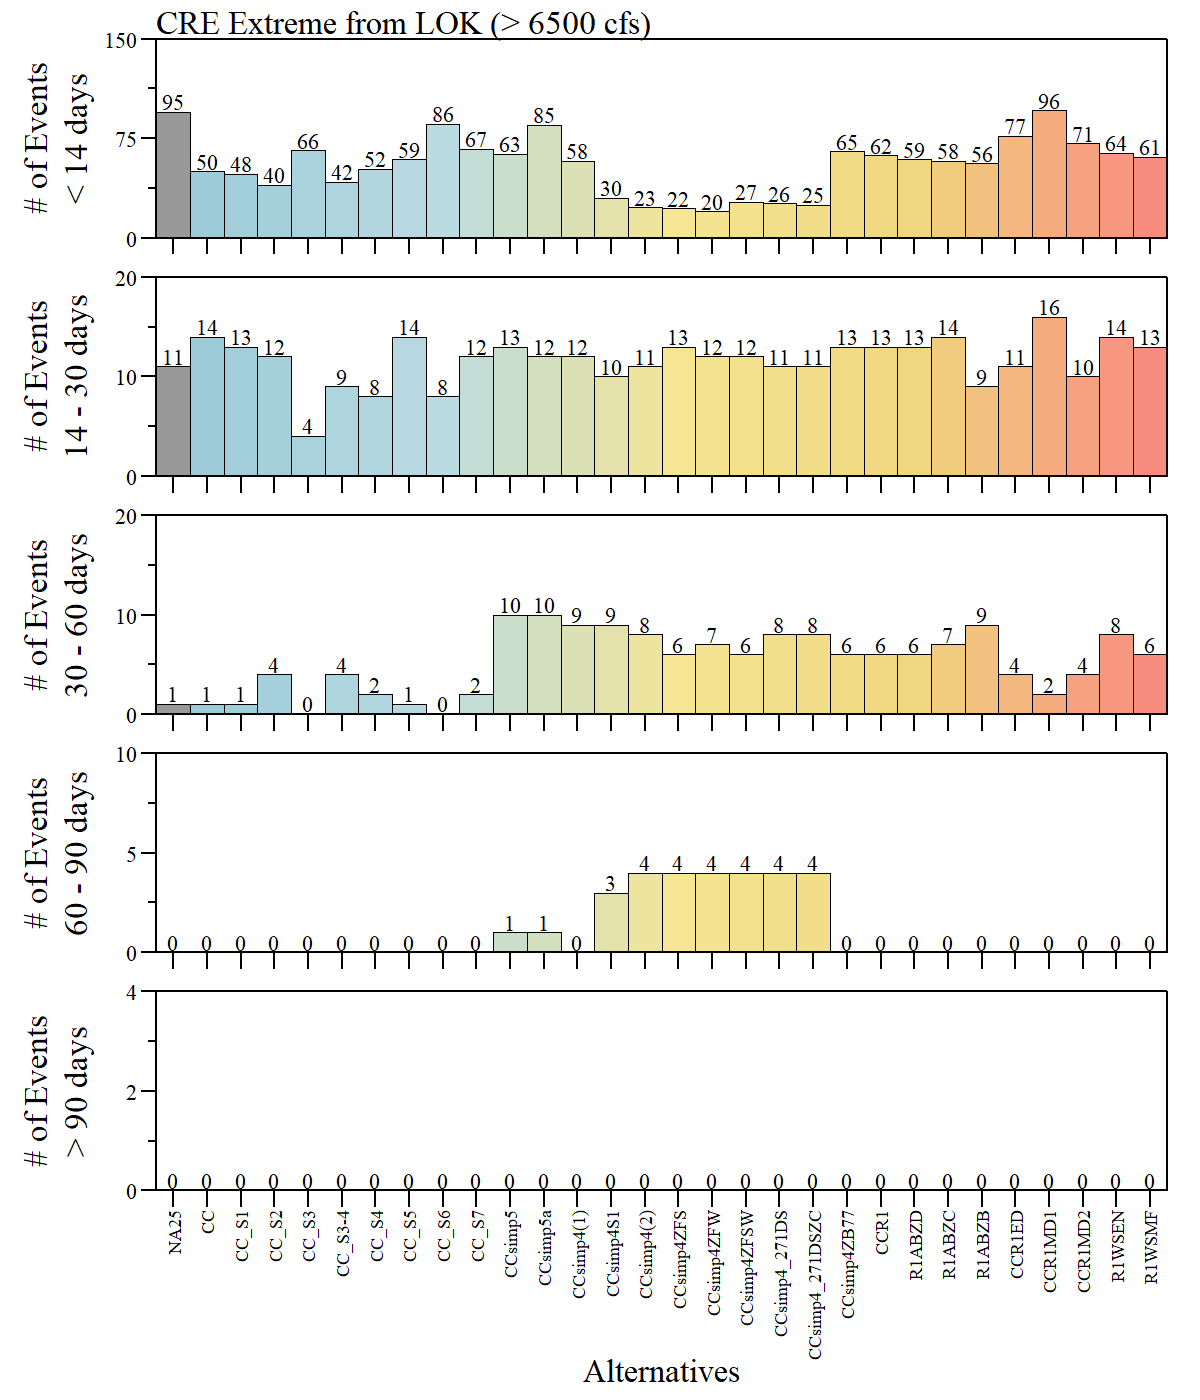 CRE Extreme from LOK (> 6500 cfs)
# of Events
< 14 days
150
75
0
95 50 48 40 66 42 52 59 86 67 63 85 58 30 23 22 20 27 26 25 65 62 59 58 56 77 96 71 64 61
# of Events
14 - 30 days
20
10
0
11 14 13 12 4 9 8 14 8 12 13 12 12 10 11 13 12 12 11 11 13 13 13 14 9 11 16 10 14 13
# of Events
30 - 60 days
20
10
0
1 1 1 4 0 4 2 1 0 2 10 10 9 9 8 6 7 6 8 8 6 6 6 7 9 4 2 4 8 6
# of Events
60 - 90 days
10
5
0
0 0 0 0 0 0 0 0 0 0 1 1 0 3 4 4 4 4 4 4 0 0 0 0 0 0 0 0 0 0
# of Events
> 90 days
4
2
0
0 0 0 0 0 0 0 0 0 0 0 0 0 0 0 0 0 0 0 0 0 0 0 0 0 0 0 0 0 0
NA25
CC
CC_S1
CC_S2
CC_S3
CC_S3-4
CC_S4
CC_S5
CC_S6
CC_S7
CCsimp5
CCsimp5a
CCsimp4(1)
CCsimp4S1
CCsimp4(2)
CCsimp4ZFS
CCsimp4ZFW
CCsimp4ZFSW
CCsimp4_271DS
CCsimp4_271DSZC
CCsimp4ZB77
CCR1
R1ABZD
R1ABZC
R1ABZB
CCR1ED
CCR1MD1
CCR1MD2
R1WSEN
R1WSMF
Alternatives